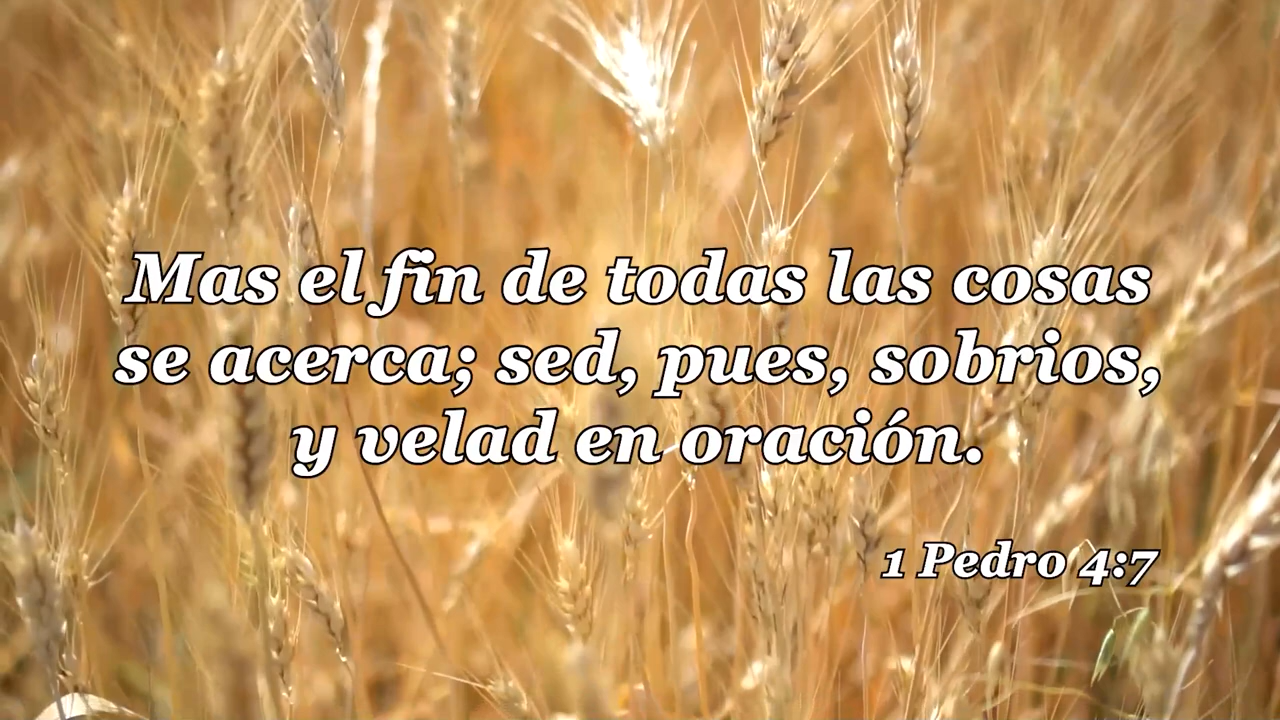 Mas el fin de todas las cosas
se acerca; sed, pues, sobrios,
y velad en oración.
1 Pedro 4:7